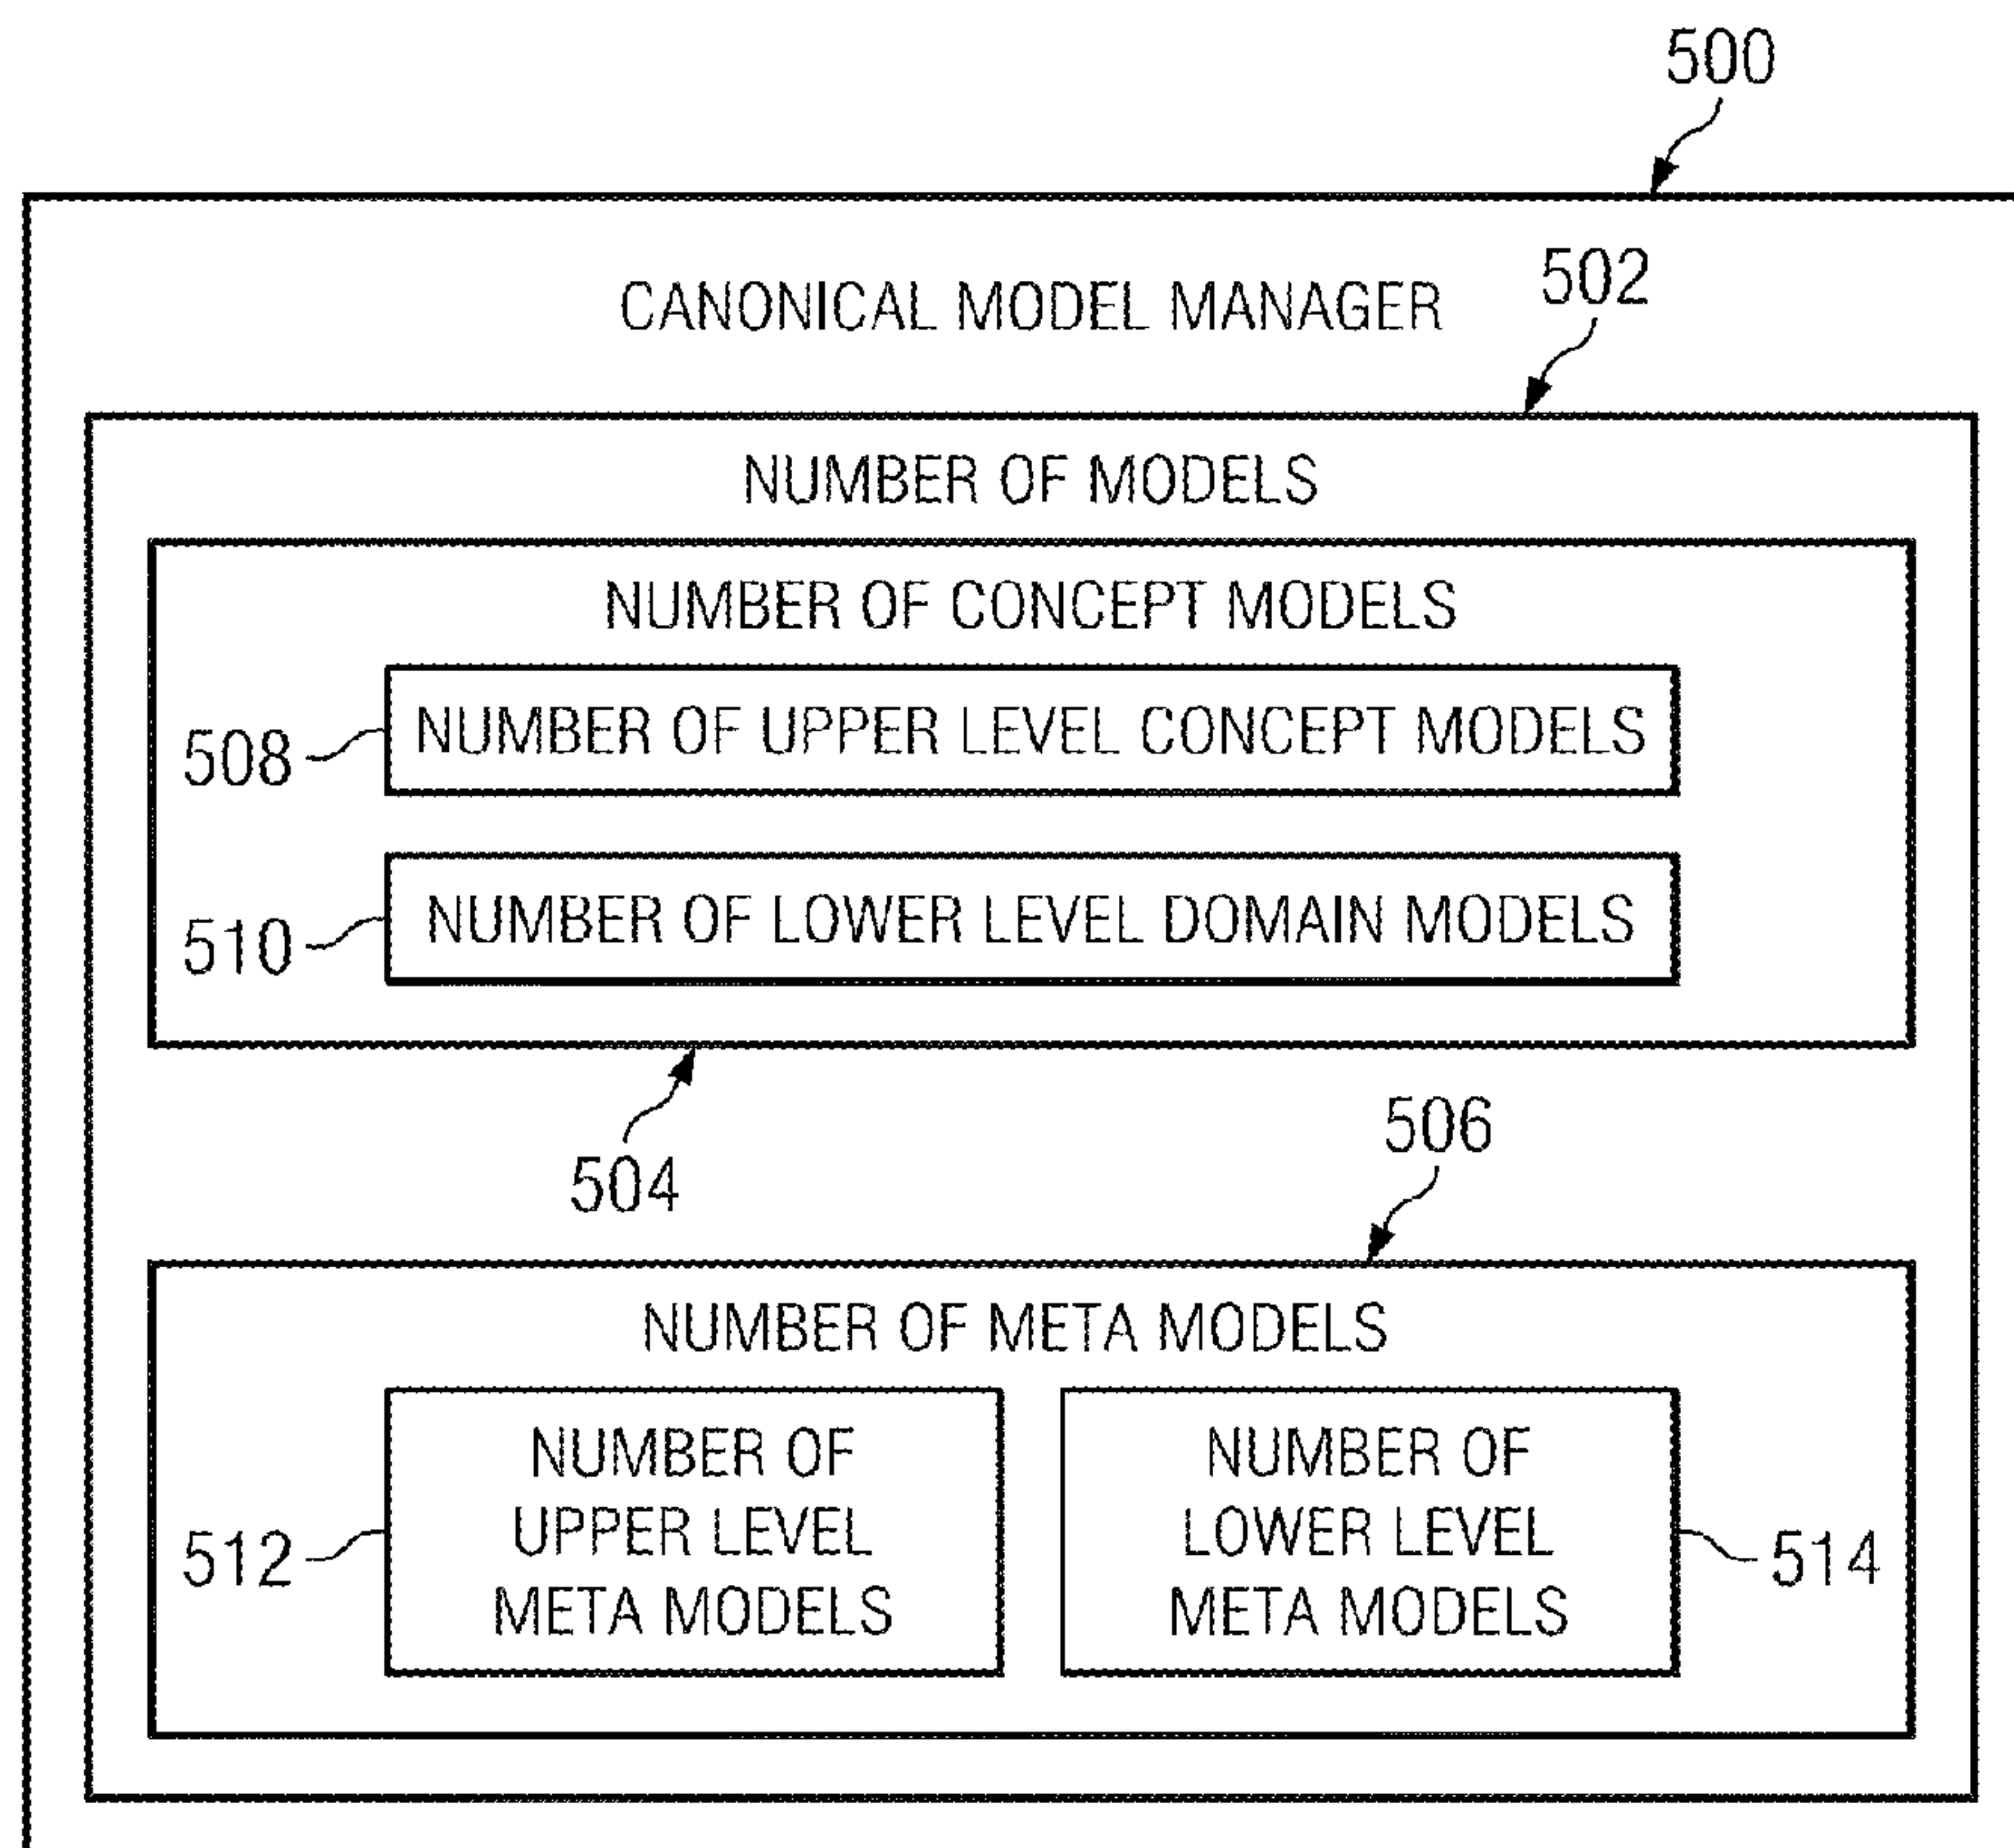 500
CANONICAL MODEL MANAGER
502
NUMBER OF MODELS
NUMBER OF CONCEPT MODELS
508
NUMBER OF UPPER LEVEL CONCEPT MODELS
510
NUMBER OF LOWER LEVEL DOMAIN MODELS
504
506
NUMBER OF META MODELS
512
NUMBER OF
UPPER LEVEL
META MODELS
NUMBER OF
LOWER LEVEL
META MODELS
514